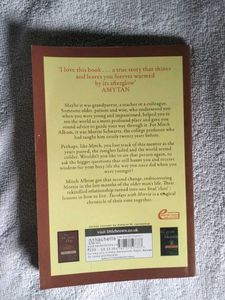 'I love this book . . . a true story that shines
and leaves you forever warmed
by its afterglow'
AMY TAN
Maybe it was grandparent, a teacher or a colleague.
Someone older, patient and wise, who understood you
when you were young and impassioned, helped you to
see the world as a more profound place and gave you
sound advice to guide your way through it. For Mitch
Albom, it was Morrie Schwartz, the college professor who
had taught him nearly twenty years before.
Perhaps, like Mitch, you lost track of this mentor as the
years passed, the insights faded and the world seemed
colder. Wouldn't you like to see that person again, to
ask the bigger questions that still haunt you and receive
wisdom for your busy life the way you once did when you
were younger?
Mitch Albom got that second chance, rediscovering
Morrie in the last months of the older man's life. Their
rekindled relationship turned into one final 'class':
lessons in how to live. Tuesdays with Morrie is a magical
chronicle of their time together.
visit littlebrown.co.uk
hachette